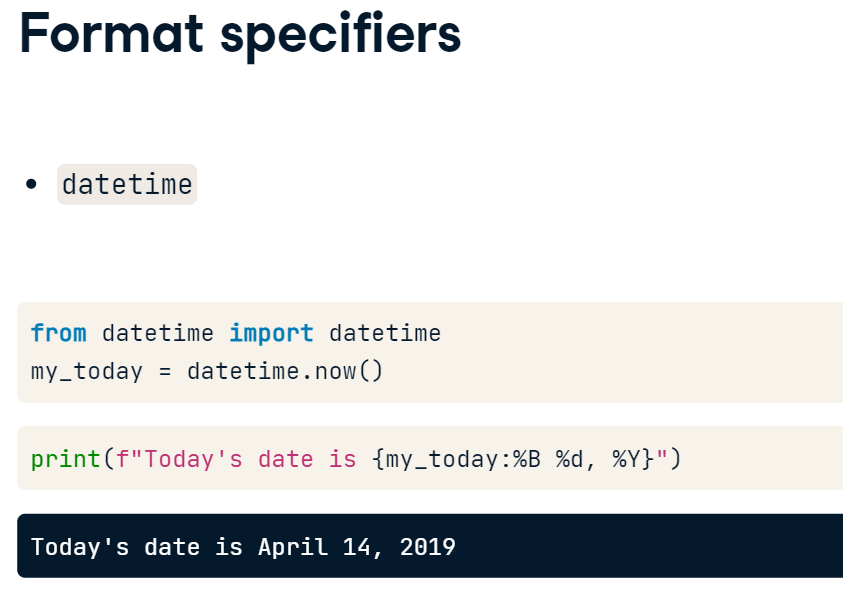 Format specifiers
datetime
from datetime import datetime
my_today = datetime.now()
print(f"Today's date is {my_today:%B %d, %Y}")
Today's date is April 14, 2019